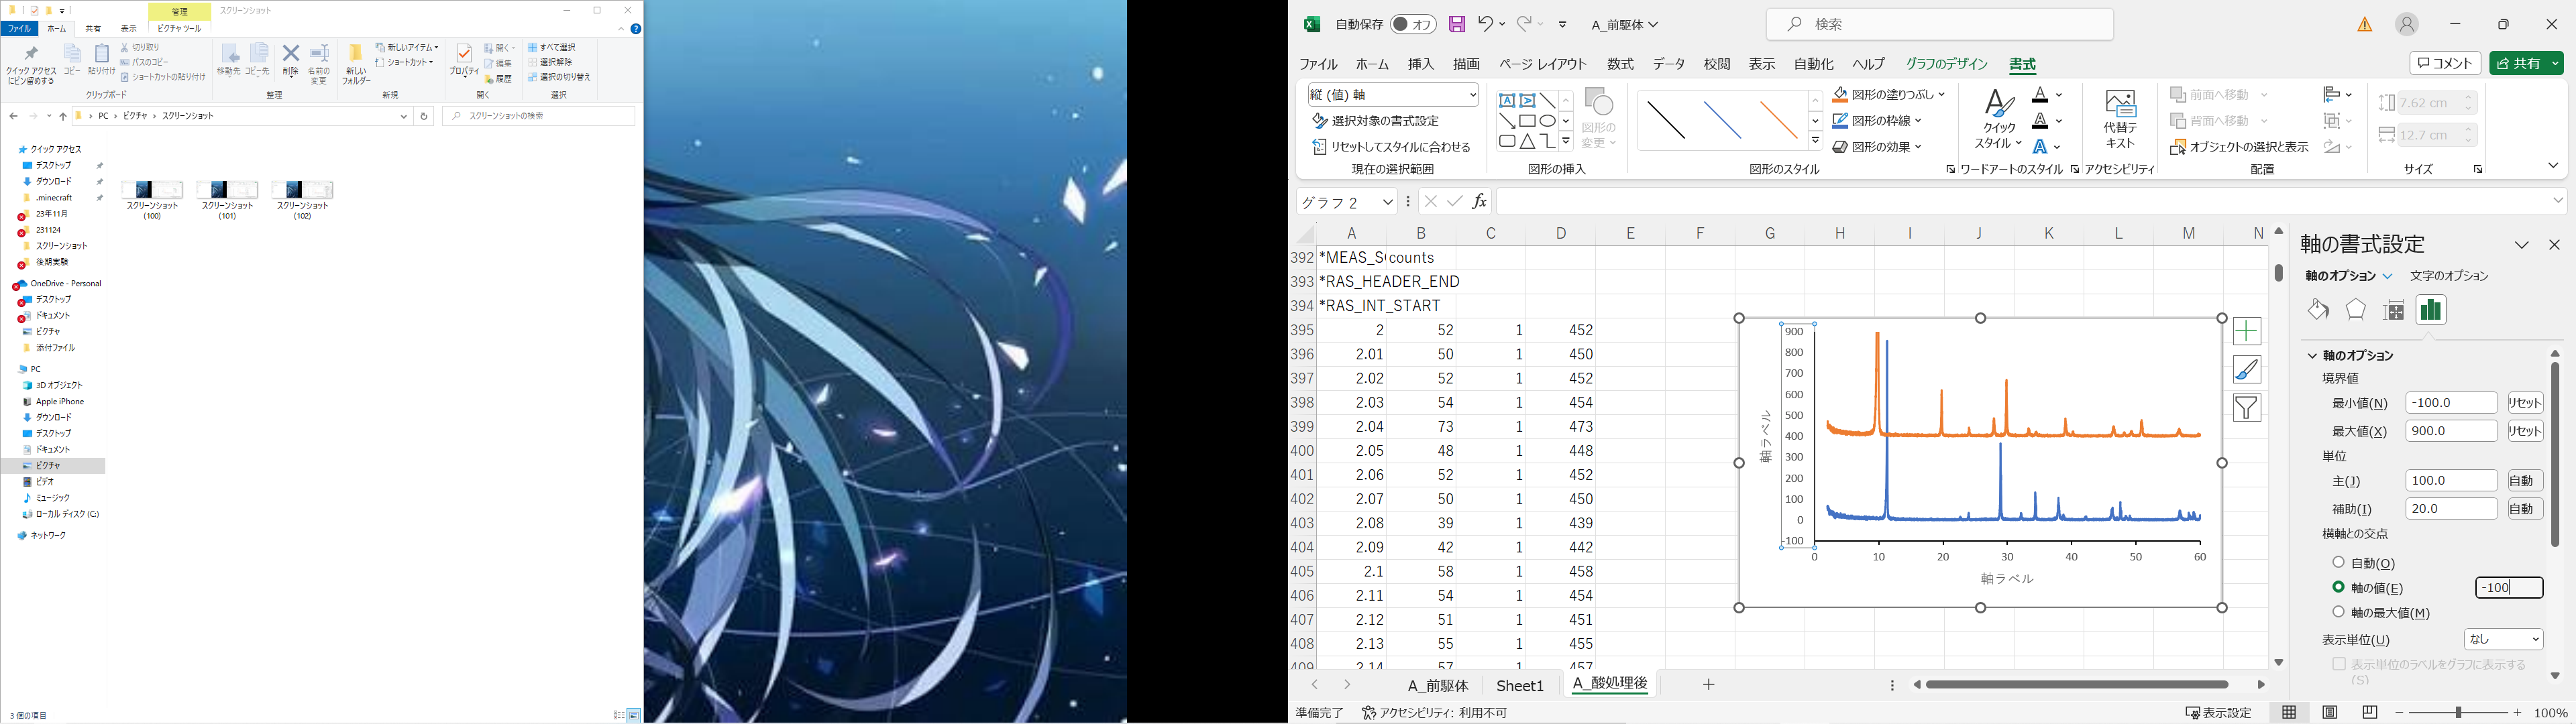 管理
スクリーンショット
ファイル
ホーム
共有
表示
ピクチャ ツール
クイック アクセス
にピン留めする
コピー
貼り付け
切り取り
パスのコピー
ショートカットの貼り付け
クリップボード
移動先
コピー先
削除
名前の
変更
整理
新しい
フォルダー
新しいアイテム
ショートカット
新規
プロパティ
開く
編集
履歴
開く
すべて選択
選択解除
選択の切り替え
選択
PC
ピクチャ
スクリーンショット
スクリーンショットの検索
クイック アクセス
デスクトップ
ダウンロード
.minecraft
23年11月
231124
スクリーンショット
後期実験
OneDrive - Personal
デスクトップ
ドキュメント
ピクチャ
添付ファイル
PC
3D オブジェクト
Apple iPhone
ダウンロード
デスクトップ
ドキュメント
ピクチャ
ビデオ
ミュージック
ローカル ディスク (C:)
ネットワーク
スクリーンショット
(100)
スクリーンショット
(101)
スクリーンショット
(102)
3 個の項目
自動保存
オフ
A_前駆体
検索
ファイル
ホーム
挿入
描画
ページ レイアウト
数式
データ
校閲
表示
自動化
ヘルプ
グラフのデザイン
書式
コメント
共有
縦 (値) 軸
選択対象の書式設定
リセットしてスタイルに合わせる
現在の選択範囲
図形の
変更
図形の挿入
図形の塗りつぶし
図形の枠線
図形の効果
図形のスタイル
クイック
スタイル
ワードアートのスタイル
代替テ
キスト
アクセシビリティ
前面へ移動
背面へ移動
オブジェクトの選択と表示
配置
7.62 cm
12.7 cm
サイズ
グラフ 2
fx
A B C D E F G H I J K L M N
392 *MEAS_S counts
393 *RAS_HEADER_END
394 *RAS_INT_START
395 2 52 1 452
396 2.01 50 1 450
397 2.02 52 1 452
398 2.03 54 1 454
399 2.04 73 1 473
400 2.05 48 1 448
401 2.06 52 1 452
402 2.07 50 1 450
403 2.08 39 1 439
404 2.09 42 1 442
405 2.1 58 1 458
406 2.11 54 1 454
407 2.12 51 1 451
408 2.13 55 1 455
409 2.14 57 1 457
900
800
700
600
500
400
300
200
100
0
-100
0 10 20 30 40 50 60
軸ラベル
軸ラベル
軸の書式設定
軸のオプション
文字のオプション
軸のオプション
境界値
最小値(N) -100.0 リセット
最大値(X) 900.0 リセット
単位
主(J) 100.0 自動
補助(I) 20.0 自動
横軸との交点
自動(O)
軸の値(E) -100
軸の最大値(M)
表示単位(U) なし
表示単位のラベルをグラフに表示する
(S)
A_前駆体
Sheet1
A_酸処理後
準備完了
アクセシビリティ: 利用不可
表示設定
100%